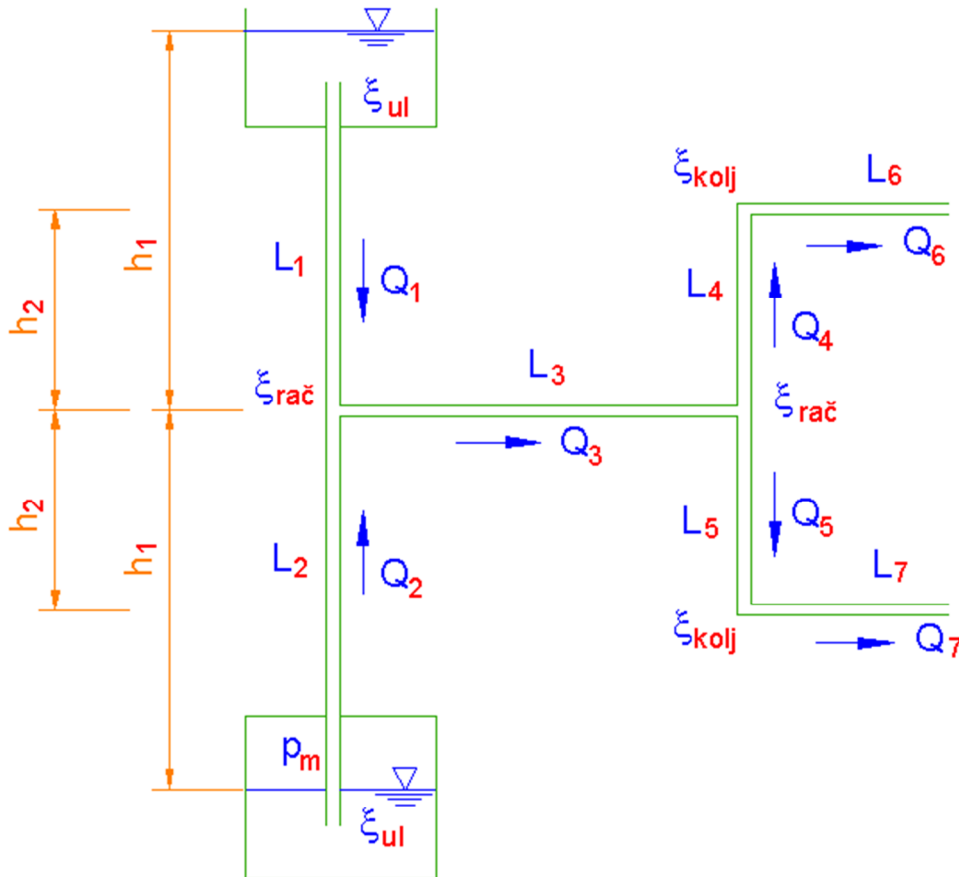 ξul
ξkolj
L6
h1
h2
L1
Q1
L4
Q6
Q4
ξrač
L3
ξrač
Q3
h2
h1
L2
Q2
L5
Q5
L7
ξkolj
Q7
pm
ξul